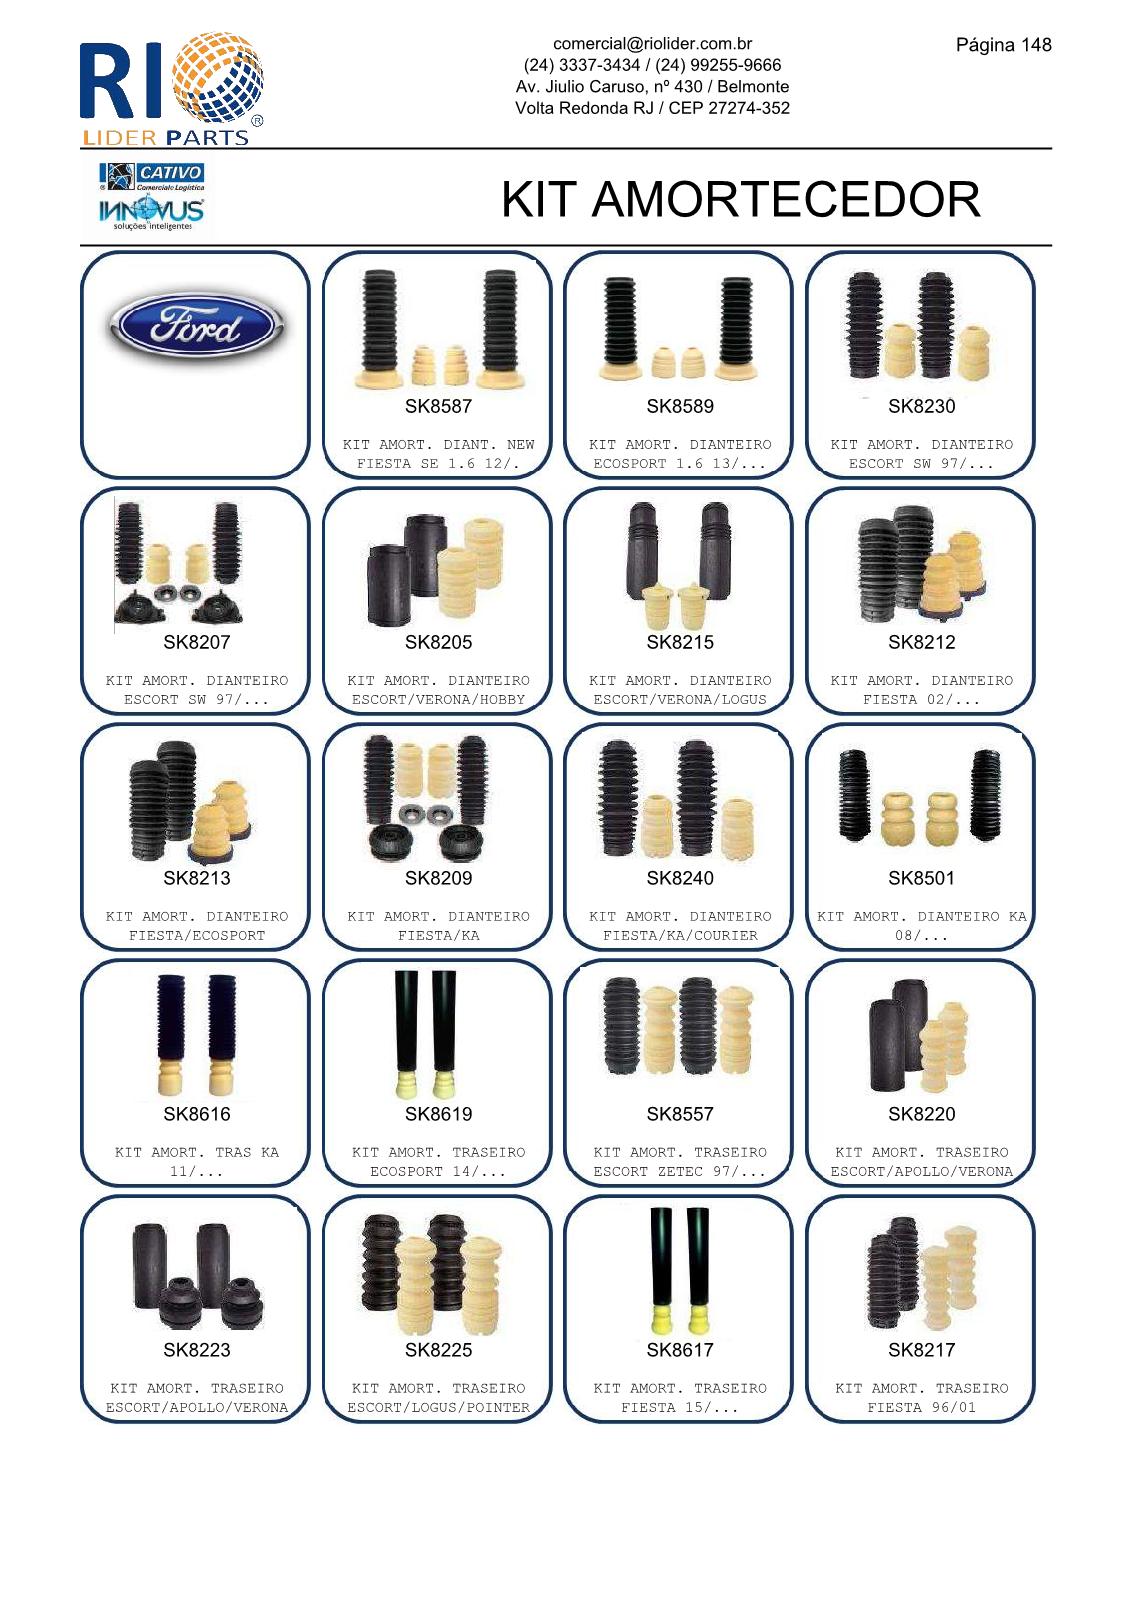 RIO
LIDER PARTS
®
comercial@riolider.com.br
(24) 3337-3434 / (24) 99255-9666
Av. Jiulio Caruso, nº 430 / Belmonte
Volta Redonda RJ / CEP 27274-352
Página 148
CATIVO
Comercial e Logística
INNOVUS
soluções inteligentes
KIT AMORTECEDOR
Ford
SK8587
KIT AMORT. DIANT. NEW
FIESTA SE 1.6 12/.
SK8589
KIT AMORT. DIANTEIRO
ECOSPORT 1.6 13/...
SK8230
KIT AMORT. DIANTEIRO
ESCORT SW 97/...
SK8207
KIT AMORT. DIANTEIRO
ESCORT SW 97/...
SK8205
KIT AMORT. DIANTEIRO
ESCORT/VERONA/HOBBY
SK8215
KIT AMORT. DIANTEIRO
ESCORT/VERONA/LOGUS
SK8212
KIT AMORT. DIANTEIRO
FIESTA 02/...
SK8213
KIT AMORT. DIANTEIRO
FIESTA/ECOSPORT
SK8209
KIT AMORT. DIANTEIRO
FIESTA/KA
SK8240
KIT AMORT. DIANTEIRO
FIESTA/KA/COURIER
SK8501
KIT AMORT. DIANTEIRO KA
08/...
SK8616
KIT AMORT. TRAS KA
11/...
SK8619
KIT AMORT. TRASEIRO
ECOSPORT 14/...
SK8557
KIT AMORT. TRASEIRO
ESCORT ZETEC 97/...
SK8220
KIT AMORT. TRASEIRO
ESCORT/APOLLO/VERONA
SK8223
KIT AMORT. TRASEIRO
ESCORT/APOLLO/VERONA
SK8225
KIT AMORT. TRASEIRO
ESCORT/LOGUS/POINTER
SK8617
KIT AMORT. TRASEIRO
FIESTA 15/...
SK8217
KIT AMORT. TRASEIRO
FIESTA 96/01